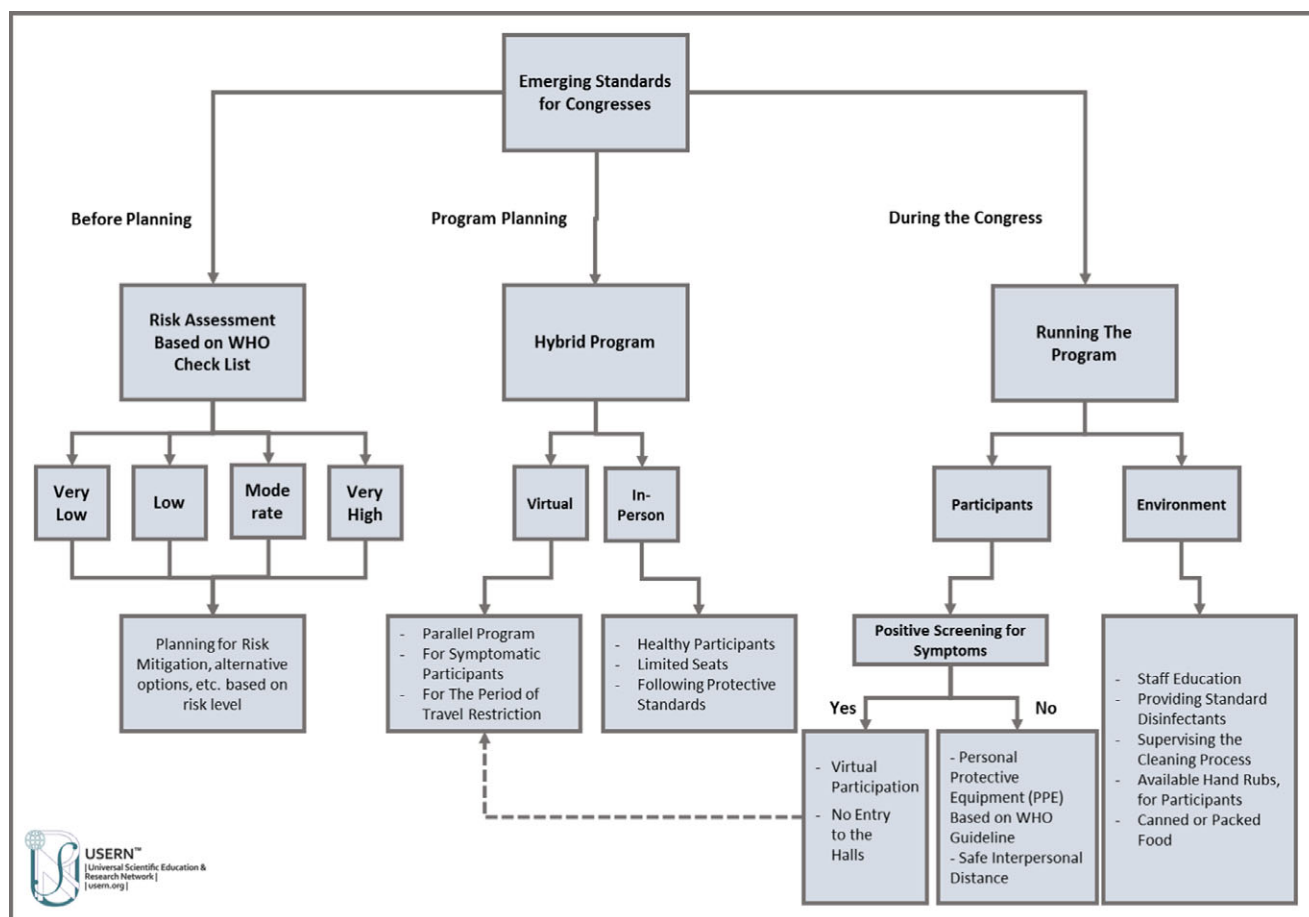 Emerging Standards
for Congresses
Before Planning
Program Planning
During the Congress
Risk Assessment
Based on WHO
Check List
Hybrid Program
Running The
Program
Very
Low
Low
Mode
rate
Very
High
Virtual
In-
Person
Participants
Environment
Planning for Risk
Mitigation, alternative
options, etc. based on
risk level
- Parallel Program
- For Symptomatic
Participants
- For The Period of
Travel Restriction
- Healthy Participants
- Limited Seats
- Following Protective
Standards
Positive Screening for
Symptoms
Yes
No
- Virtual
Participation
- No Entry
to the
Halls
- Personal
Protective
Equipment (PPE)
Based on WHO
Guideline
- Safe Interpersonal
Distance
- Staff Education
- Providing Standard
Disinfectants
- Supervising the
Cleaning Process
- Available Hand Rubs,
for Participants
- Canned or Packed
Food
USERN™
| Universal Scientific Education &
Research Network |
| usern.org |